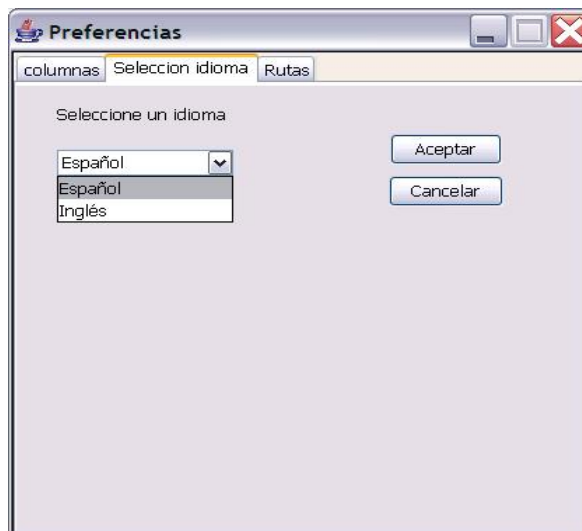 Preferencias
columnas Seleccion idioma Rutas
Seleccione un idioma
Español
Aceptar
Español
Cancelar
Inglés